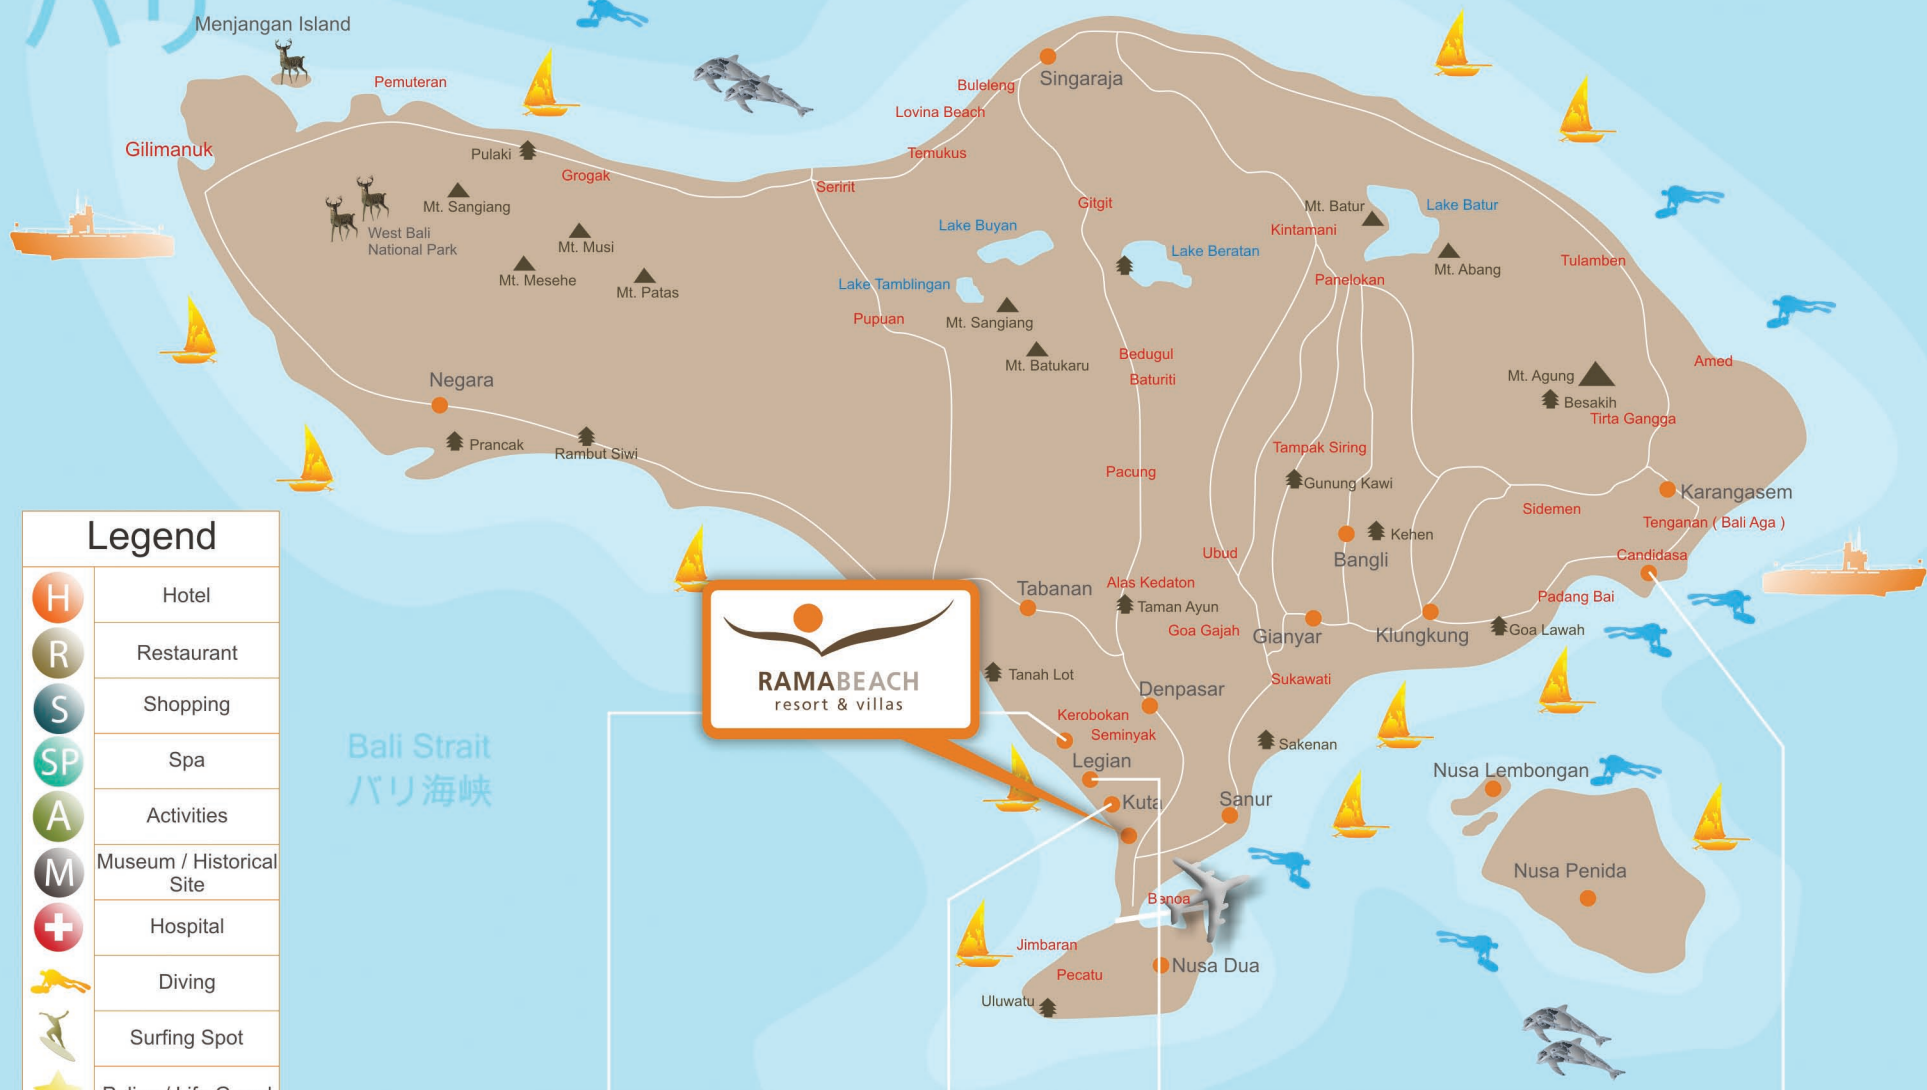 バリ
Menjangan Island
Pemuteran
Gilimanuk
Pulaki
Grogak
Mt. Sangiang
West Bali
National Park
Mt. Musi
Mt. Mesehe
Mt. Patas
Negara
Prancak
Rambut Siwi
Singaraja
Buleleng
Lovina Beach
Temukus
Seririt
Gitgit
Lake Buyan
Lake Beratan
Lake Tamblingan
Pupuan
Mt. Sangiang
Mt. Batukaru
Bedugul
Baturiti
Pacung
Mt. Batur
Lake Batur
Kintamani
Mt. Abang
Panelokan
Tulamben
Amed
Mt. Agung
Besakih
Tirta Gangga
Tampak Siring
Gunung Kawi
Karangasem
Sidemen
Tenganan ( Bali Aga )
Kehen
Bangli
Ubud
Candidasa
Alas Kedaton
Tabanan
Taman Ayun
Padang Bai
Goa Gajah
Gianyar
Klungkung
Goa Lawah
Tanah Lot
Sukawati
Denpasar
Kerobokan
Seminyak
Sakenan
Legian
Kuta
Sanur
Nusa Lembongan
Nusa Penida
Benoa
Jimbaran
Pecatu
Nusa Dua
Uluwatu
RAMABEACH
resort & villas
Bali Strait
バリ海峡
Legend
H Hotel
R Restaurant
S Shopping
SP Spa
A Activities
M Museum / Historical
Site
Hospital
Diving
Surfing Spot